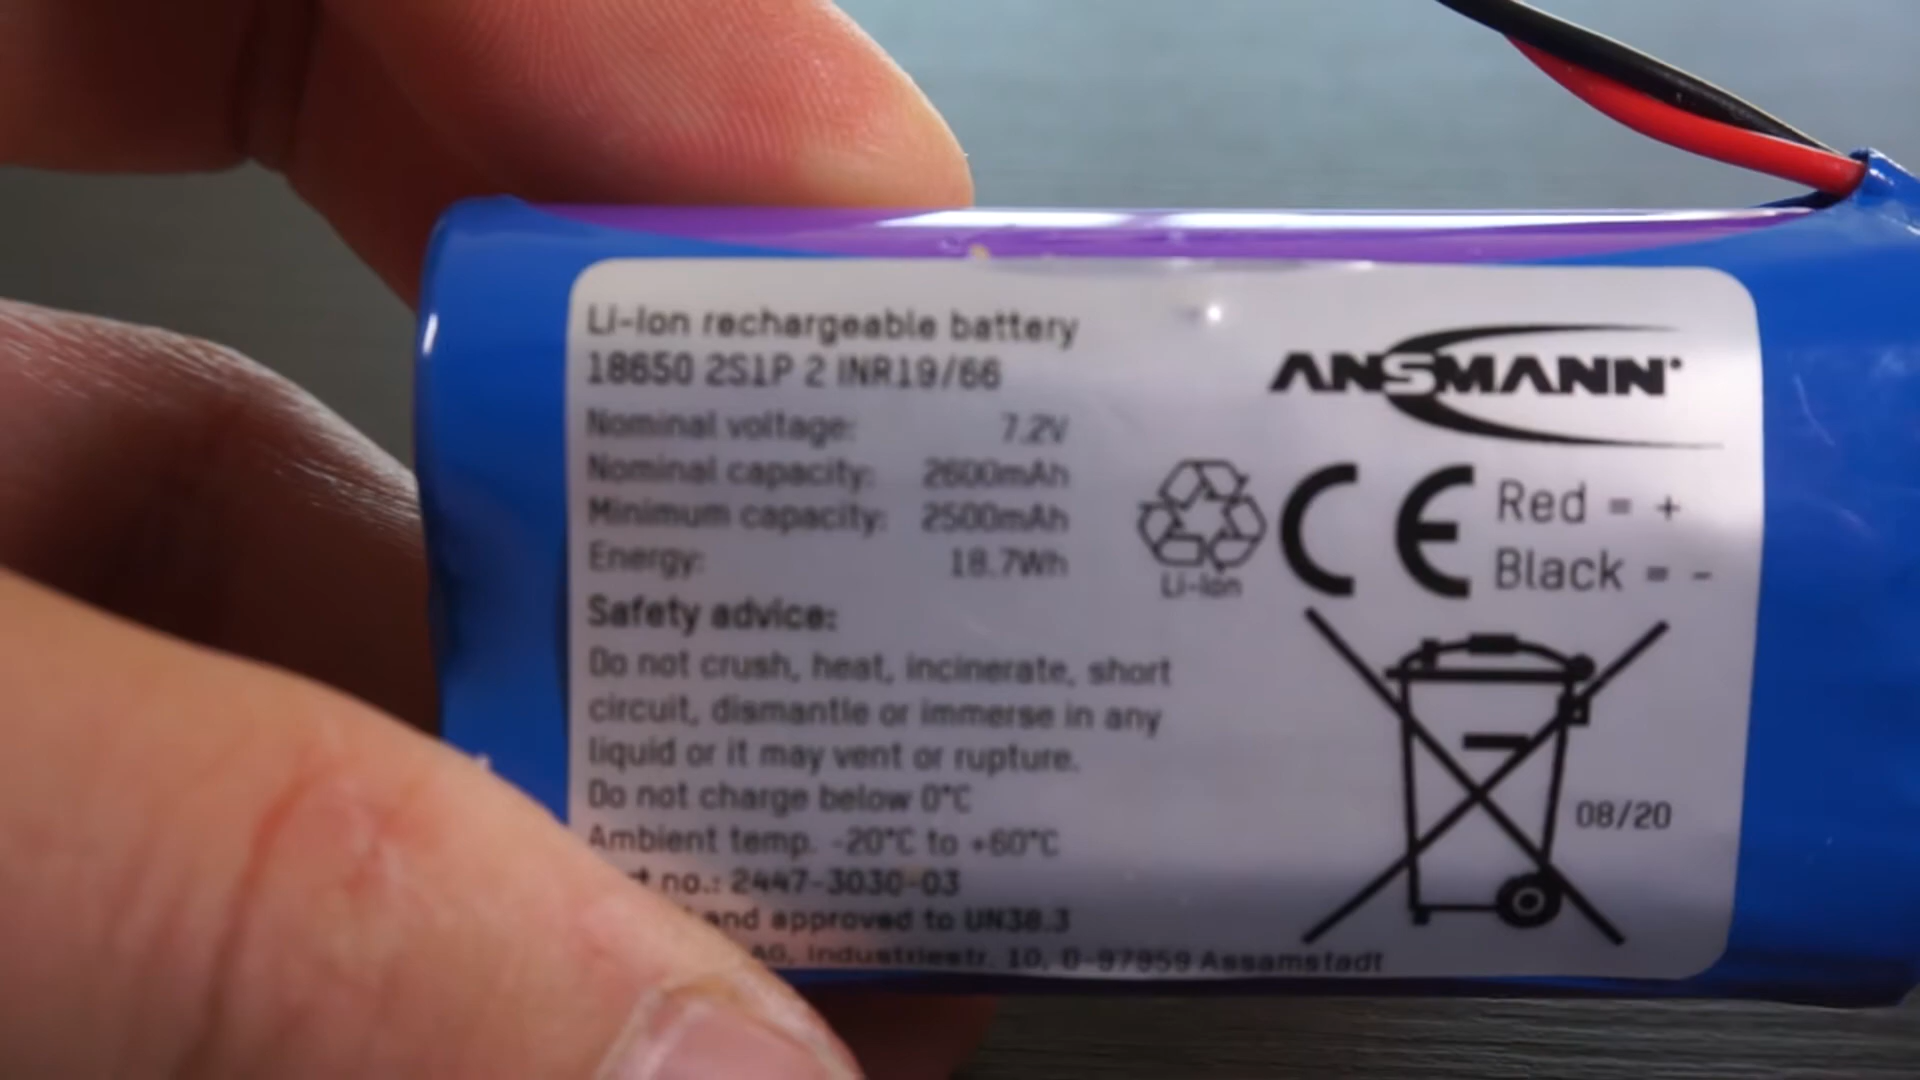 Li-Ion rechargeable battery
18650 2S1P 2 INR19/66
Nominal voltage: 7.2V
Nominal capacity: 2600mAh
Minimum capacity: 2500mAh
Energy: 18.7Wh
Safety advice:
Do not crush, heat, incinerate, short
circuit, dismantle or immerse in any
liquid or it may vent or rupture.
Do not charge below 0°C
Ambient temp. -20°C to +60°C
no.: 2447-3030-03
and approved to UN38.3
AG, Industriestr. 10, D-97959 Assamstadt
ANSMANN
Li-Ion
CE
Red = +
Black = -
08/20